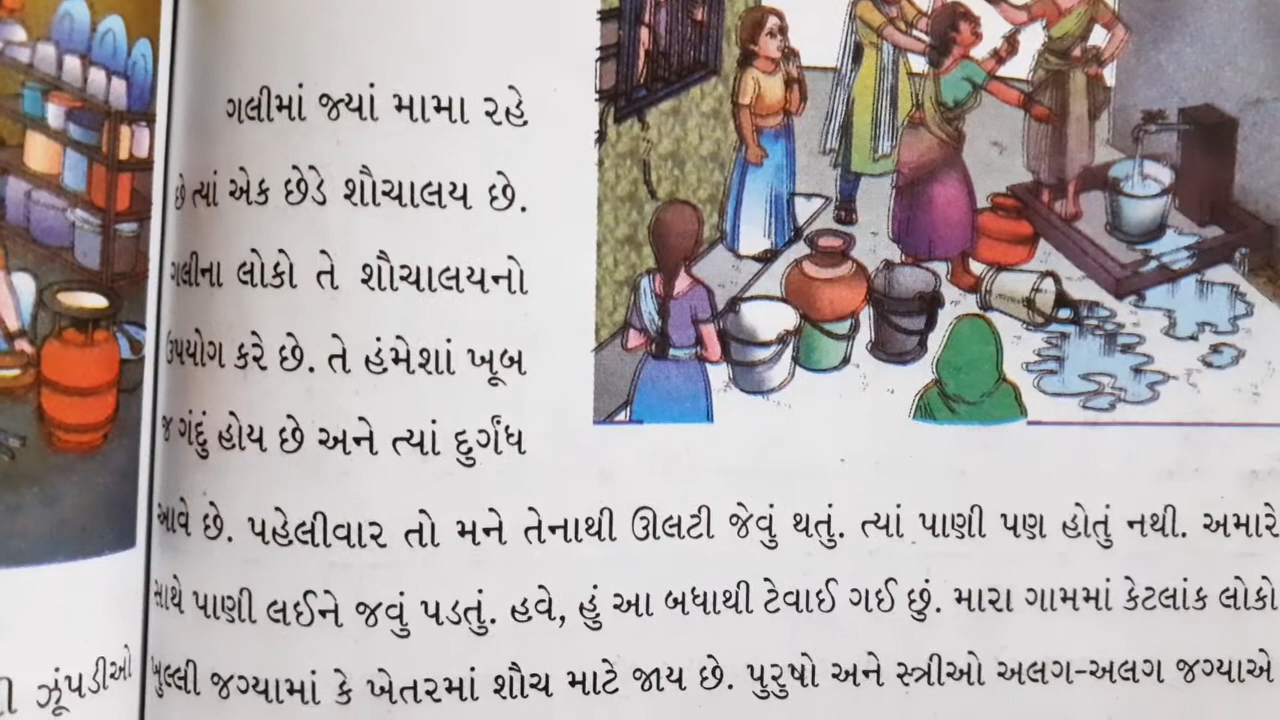 ગલીમાં જ્યાં મામા રહે
છે ત્યાં એક છેડે શૌચાલય છે.
ગલીના લોકો તે શૌચાલયનો
ઉપયોગ કરે છે. તે હંમેશાં ખૂબ
જ ગંદું હોય છે અને ત્યાં દુર્ગંધ
આવે છે. પહેલીવાર તો મને તેનાથી ઊલટી જેવું થતું. ત્યાં પાણી પણ હોતું નથી. અમારે
સાથે પાણી લઈને જવું પડતું. હવે, હું આ બધાથી ટેવાઈ ગઈ છું. મારા ગામમાં કેટલાંક લોકો
ખુલ્લી જગ્યામાં કે ખેતરમાં શૌચ માટે જાય છે. પુરુષો અને સ્ત્રીઓ અલગ-અલગ જગ્યાએ
ઝૂંપડીઓ